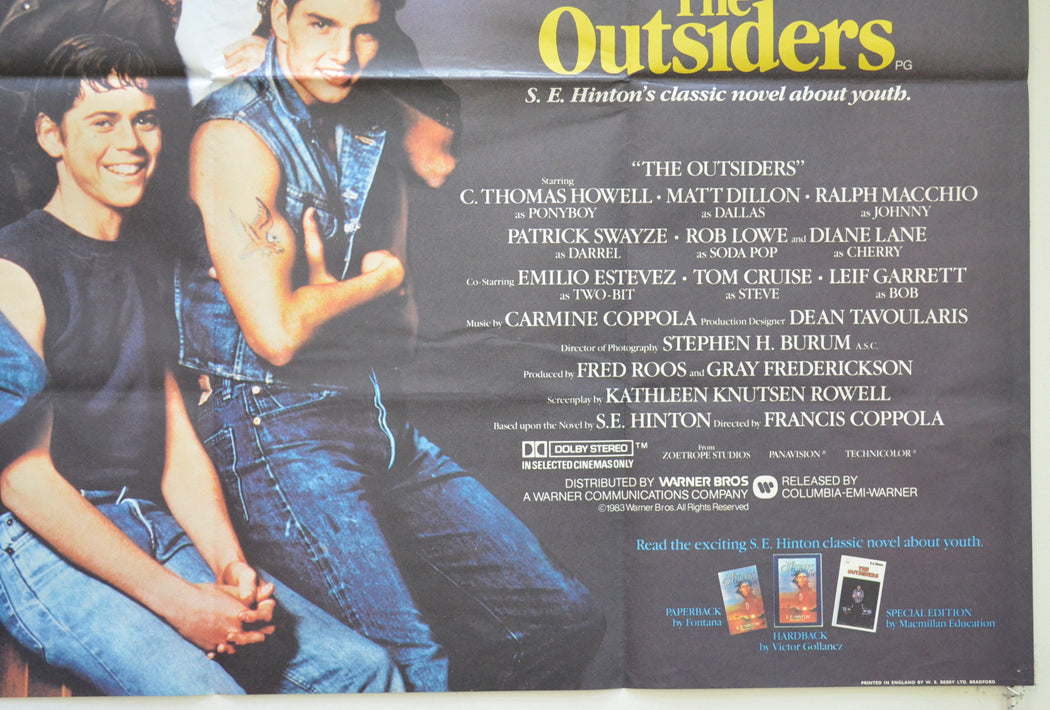 The
Outsiders
PG
S. E. Hinton's classic novel about youth.
"THE OUTSIDERS"
Starring
C. THOMAS HOWELL · MATT DILLON · RALPH MACCHIO
as PONYBOY as DALLAS as JOHNNY
PATRICK SWAYZE · ROB LOWE and DIANE LANE
as DARREL as SODA POP as CHERRY
Co-Starring EMILIO ESTEVEZ · TOM CRUISE · LEIF GARRETT
as TWO-BIT as STEVE as BOB
Music by CARMINE COPPOLA Production Designer DEAN TAVOULARIS
Director of Photography STEPHEN H. BURUM A.S.C.
Produced by FRED ROOS and GRAY FREDERICKSON
Screenplay by KATHLEEN KNUTSEN ROWELL
Based upon the Novel by S.E. HINTON Directed by FRANCIS COPPOLA
DOLBY STEREO TM
IN SELECTED CINEMAS ONLY
From
ZOETROPE STUDIOS PANAVISION® TECHNICOLOR®
DISTRIBUTED BY WARNER BROS
A WARNER COMMUNICATIONS COMPANY
RELEASED BY
COLUMBIA-EMI-WARNER
©1983 Warner Bros. All Rights Reserved
Read the exciting S. E. Hinton classic novel about youth.
THE OUTSIDERS
S.E. HINTON
PAPERBACK
by Fontana
HARDBACK
by Victor Gollancz
SPECIAL EDITION
by Macmillan Education
PRINTED IN ENGLAND BY W. E. BERRY LTD. BRADFORD